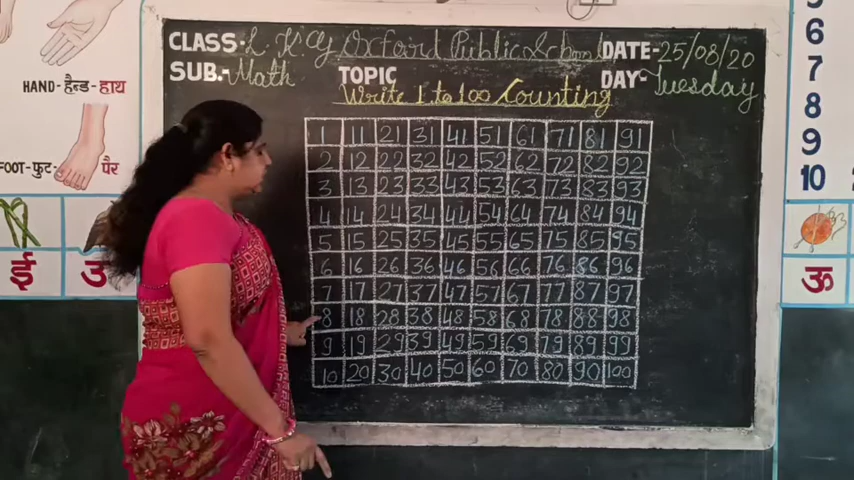 CLASS:- L.K.G Oxford Public School DATE:- 25/08/20
SUB.:- Math TOPIC DAY:- Tuesday
Write 1 to 100 Counting
1 11 21 31 41 51 61 71 81 91
2 12 22 32 42 52 62 72 82 92
3 13 23 33 43 53 63 73 83 93
4 14 24 34 44 54 64 74 84 94
5 15 25 35 45 55 65 75 85 95
6 16 26 36 46 56 66 76 86 96
7 17 27 37 47 57 67 77 87 97
8 18 28 38 48 58 68 78 88 98
9 19 29 39 49 59 69 79 89 99
10 20 30 40 50 60 70 80 90 100
HAND-हैन्ड-हाथ
FOOT-फुट-पैर
ई
उ
6
7
8
9
10
ऊ